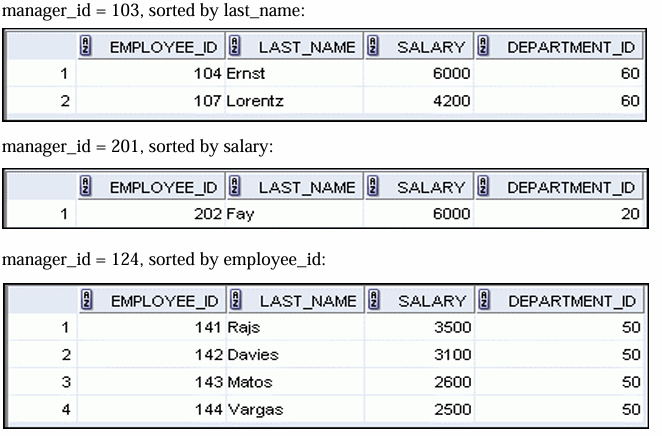 manager_id = 103, sorted by last_name:
EMPLOYEE_ID LAST_NAME SALARY DEPARTMENT_ID
1 104 Ernst 6000 60
2 107 Lorentz 4200 60
manager_id = 201, sorted by salary:
EMPLOYEE_ID LAST_NAME SALARY DEPARTMENT_ID
1 202 Fay 6000 20
manager_id = 124, sorted by employee_id:
EMPLOYEE_ID LAST_NAME SALARY DEPARTMENT_ID
1 141 Rajs 3500 50
2 142 Davies 3100 50
3 143 Matos 2600 50
4 144 Vargas 2500 50